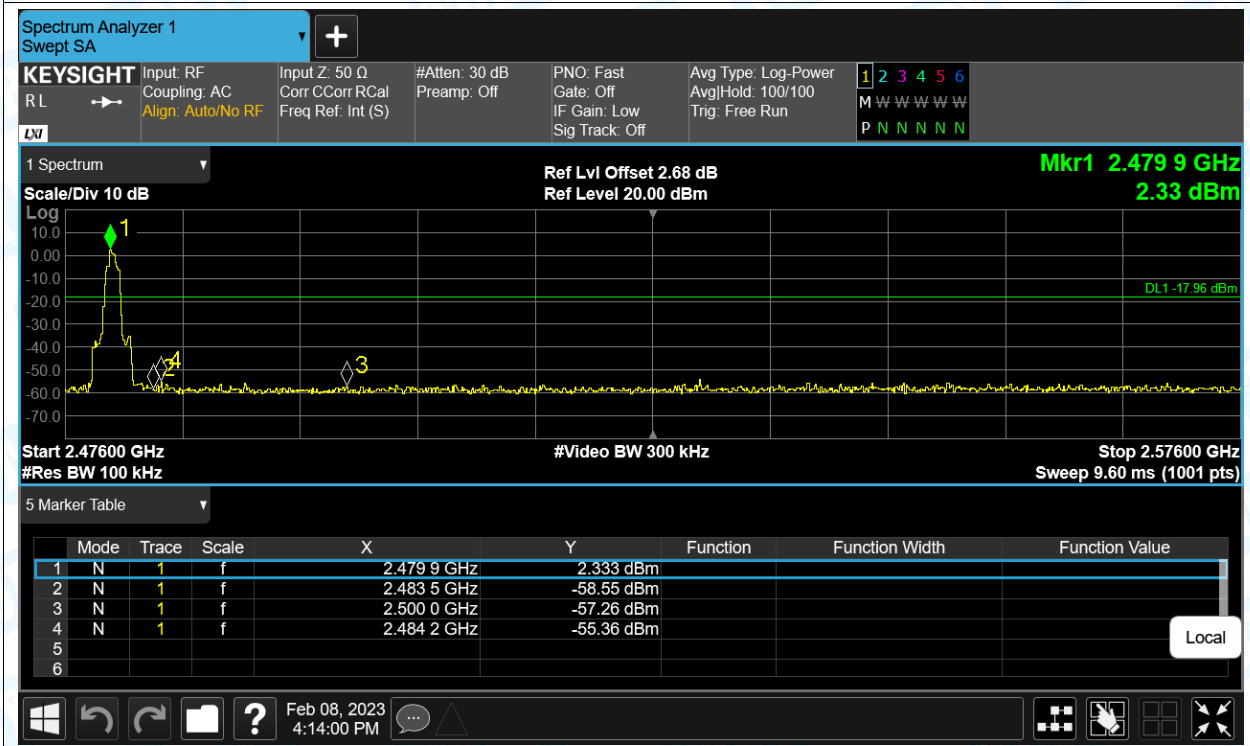 Spectrum Analyzer 1
Swept SA
KEYSIGHT
R L
LXI
Input: RF
Coupling: AC
Align: Auto/No RF
Input Z: 50 Ω
Corr CCorr RCal
Freq Ref: Int (S)
#Atten: 30 dB
Preamp: Off
PNO: Fast
Gate: Off
IF Gain: Low
Sig Track: Off
Avg Type: Log-Power
Avg|Hold: 100/100
Trig: Free Run
1 2 3 4 5 6
M W W W W W
P N N N N N
1 Spectrum
Scale/Div 10 dB
Ref Lvl Offset 2.68 dB
Ref Level 20.00 dBm
Mkr1 2.479 9 GHz
2.33 dBm
Log
10.0
0.00
-10.0
-20.0
-30.0
-40.0
-50.0
-60.0
-70.0
1
DL1 -17.96 dBm
2
4
3
Start 2.47600 GHz
#Video BW 300 kHz
Stop 2.57600 GHz
#Res BW 100 kHz
Sweep 9.60 ms (1001 pts)
5 Marker Table
Mode Trace Scale X Y Function Function Width Function Value
1 N 1 f 2.479 9 GHz 2.333 dBm
2 N 1 f 2.483 5 GHz -58.55 dBm
3 N 1 f 2.500 0 GHz -57.26 dBm
4 N 1 f 2.484 2 GHz -55.36 dBm
5
6
Local
?
Feb 08, 2023
4:14:00 PM